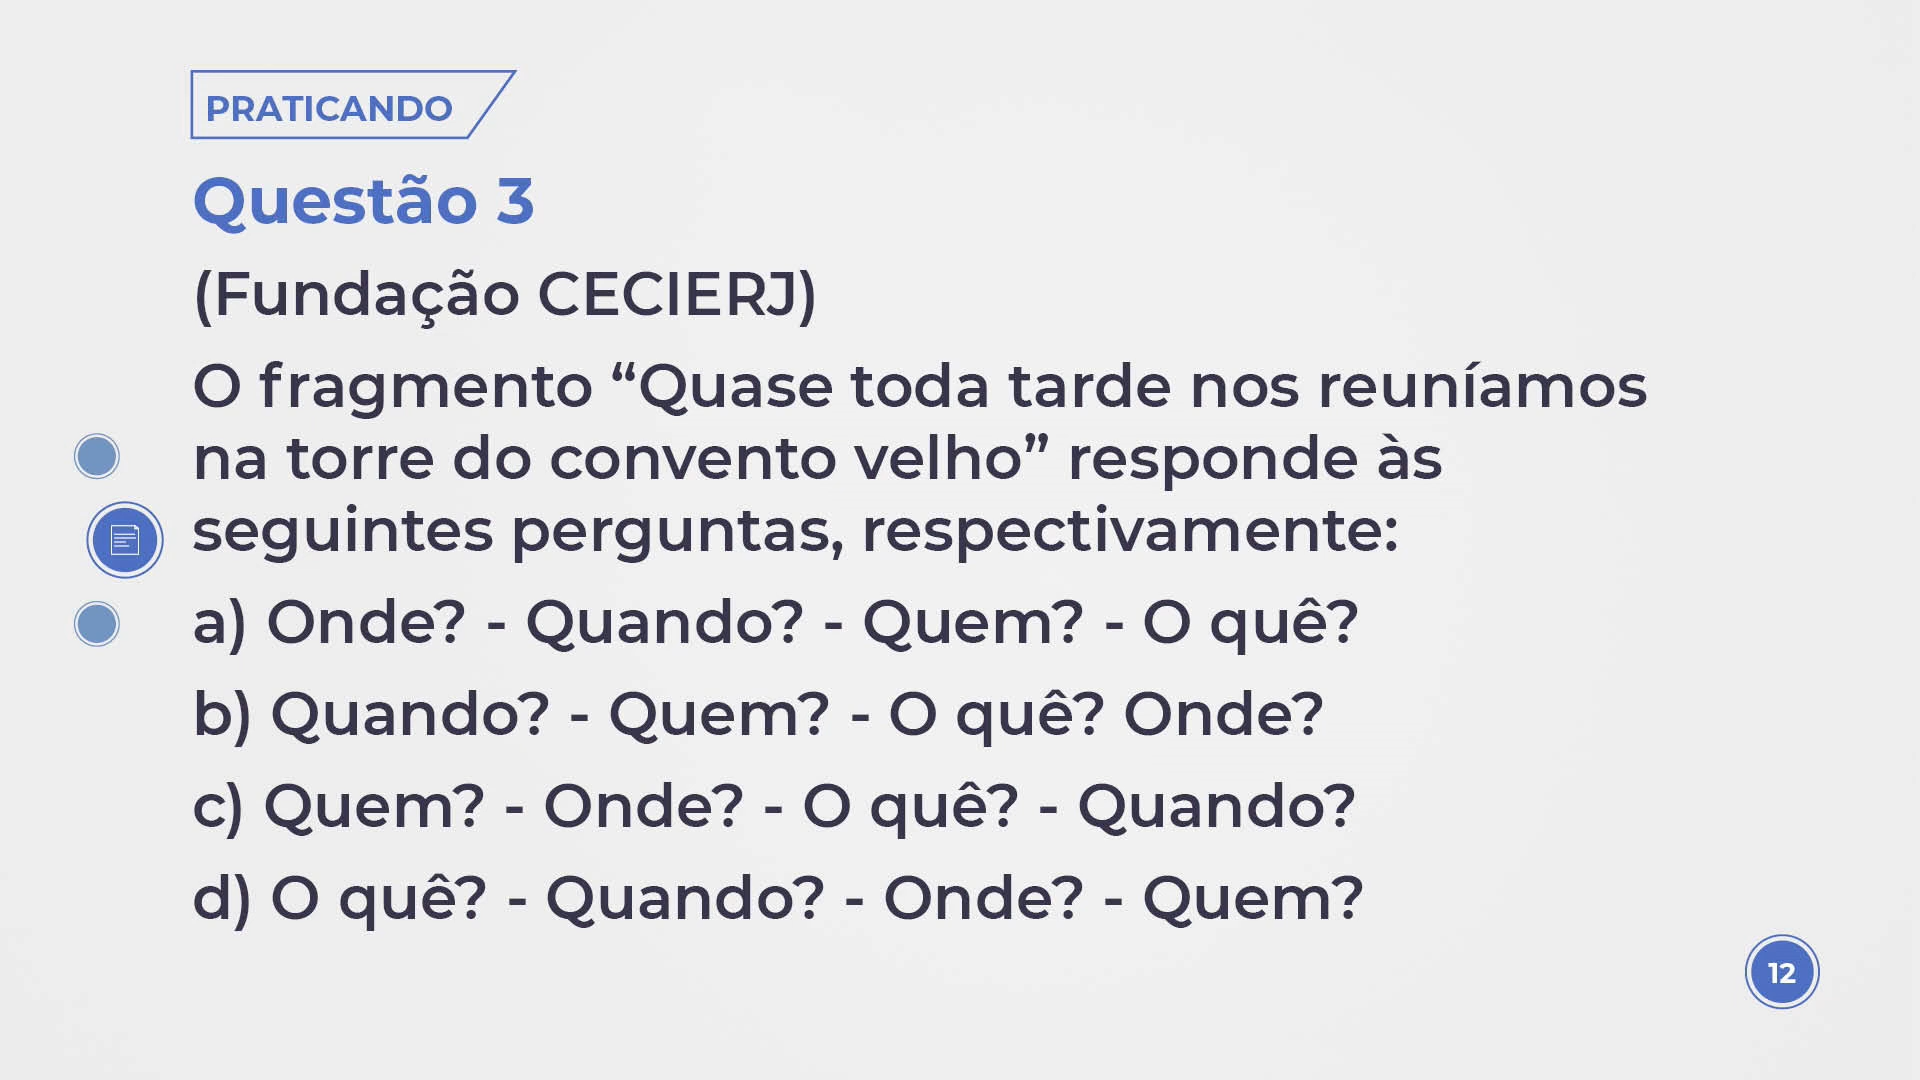 PRATICANDO
Questão 3
(Fundação CECIERJ)
O fragmento “Quase toda tarde nos reuníamos
na torre do convento velho” responde às
seguintes perguntas, respectivamente:
a) Onde? - Quando? - Quem? - O quê?
b) Quando? - Quem? - O quê? Onde?
c) Quem? - Onde? - O quê? - Quando?
d) O quê? - Quando? - Onde? - Quem?
12